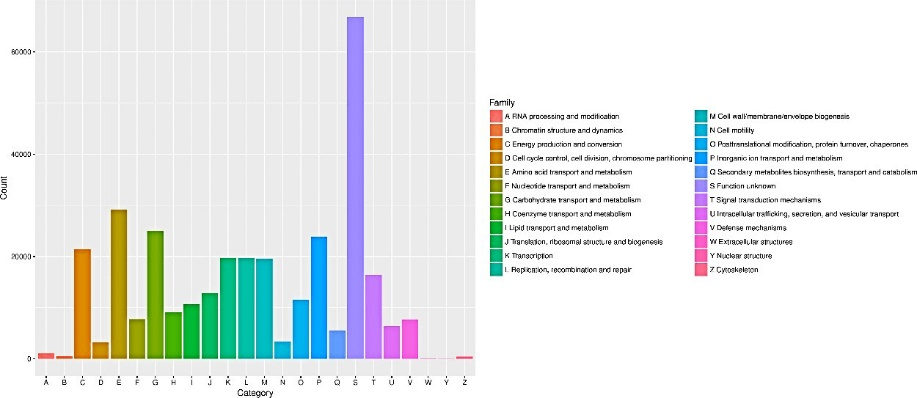 60000
40000
20000
0
Count
A B C D E F G H I J K L M N O P Q S T U V W Y Z
Category
Family
A RNA processing and modification
B Chromatin structure and dynamics
C Energy production and conversion
D Cell cycle control, cell division, chromosome partitioning
E Amino acid transport and metabolism
F Nucleotide transport and metabolism
G Carbohydrate transport and metabolism
H Coenzyme transport and metabolism
I Lipid transport and metabolism
J Translation, ribosomal structure and biogenesis
K Transcription
L Replication, recombination and repair
M Cell wall/membrane/envelope biogenesis
N Cell motility
O Posttranslational modification, protein turnover, chaperones
P Inorganic ion transport and metabolism
Q Secondary metabolites biosynthesis, transport and catabolism
S Function unknown
T Signal transduction mechanisms
U Intracellular trafficking, secretion, and vesicular transport
V Defense mechanisms
W Extracellular structures
Y Nuclear structure
Z Cytoskeleton